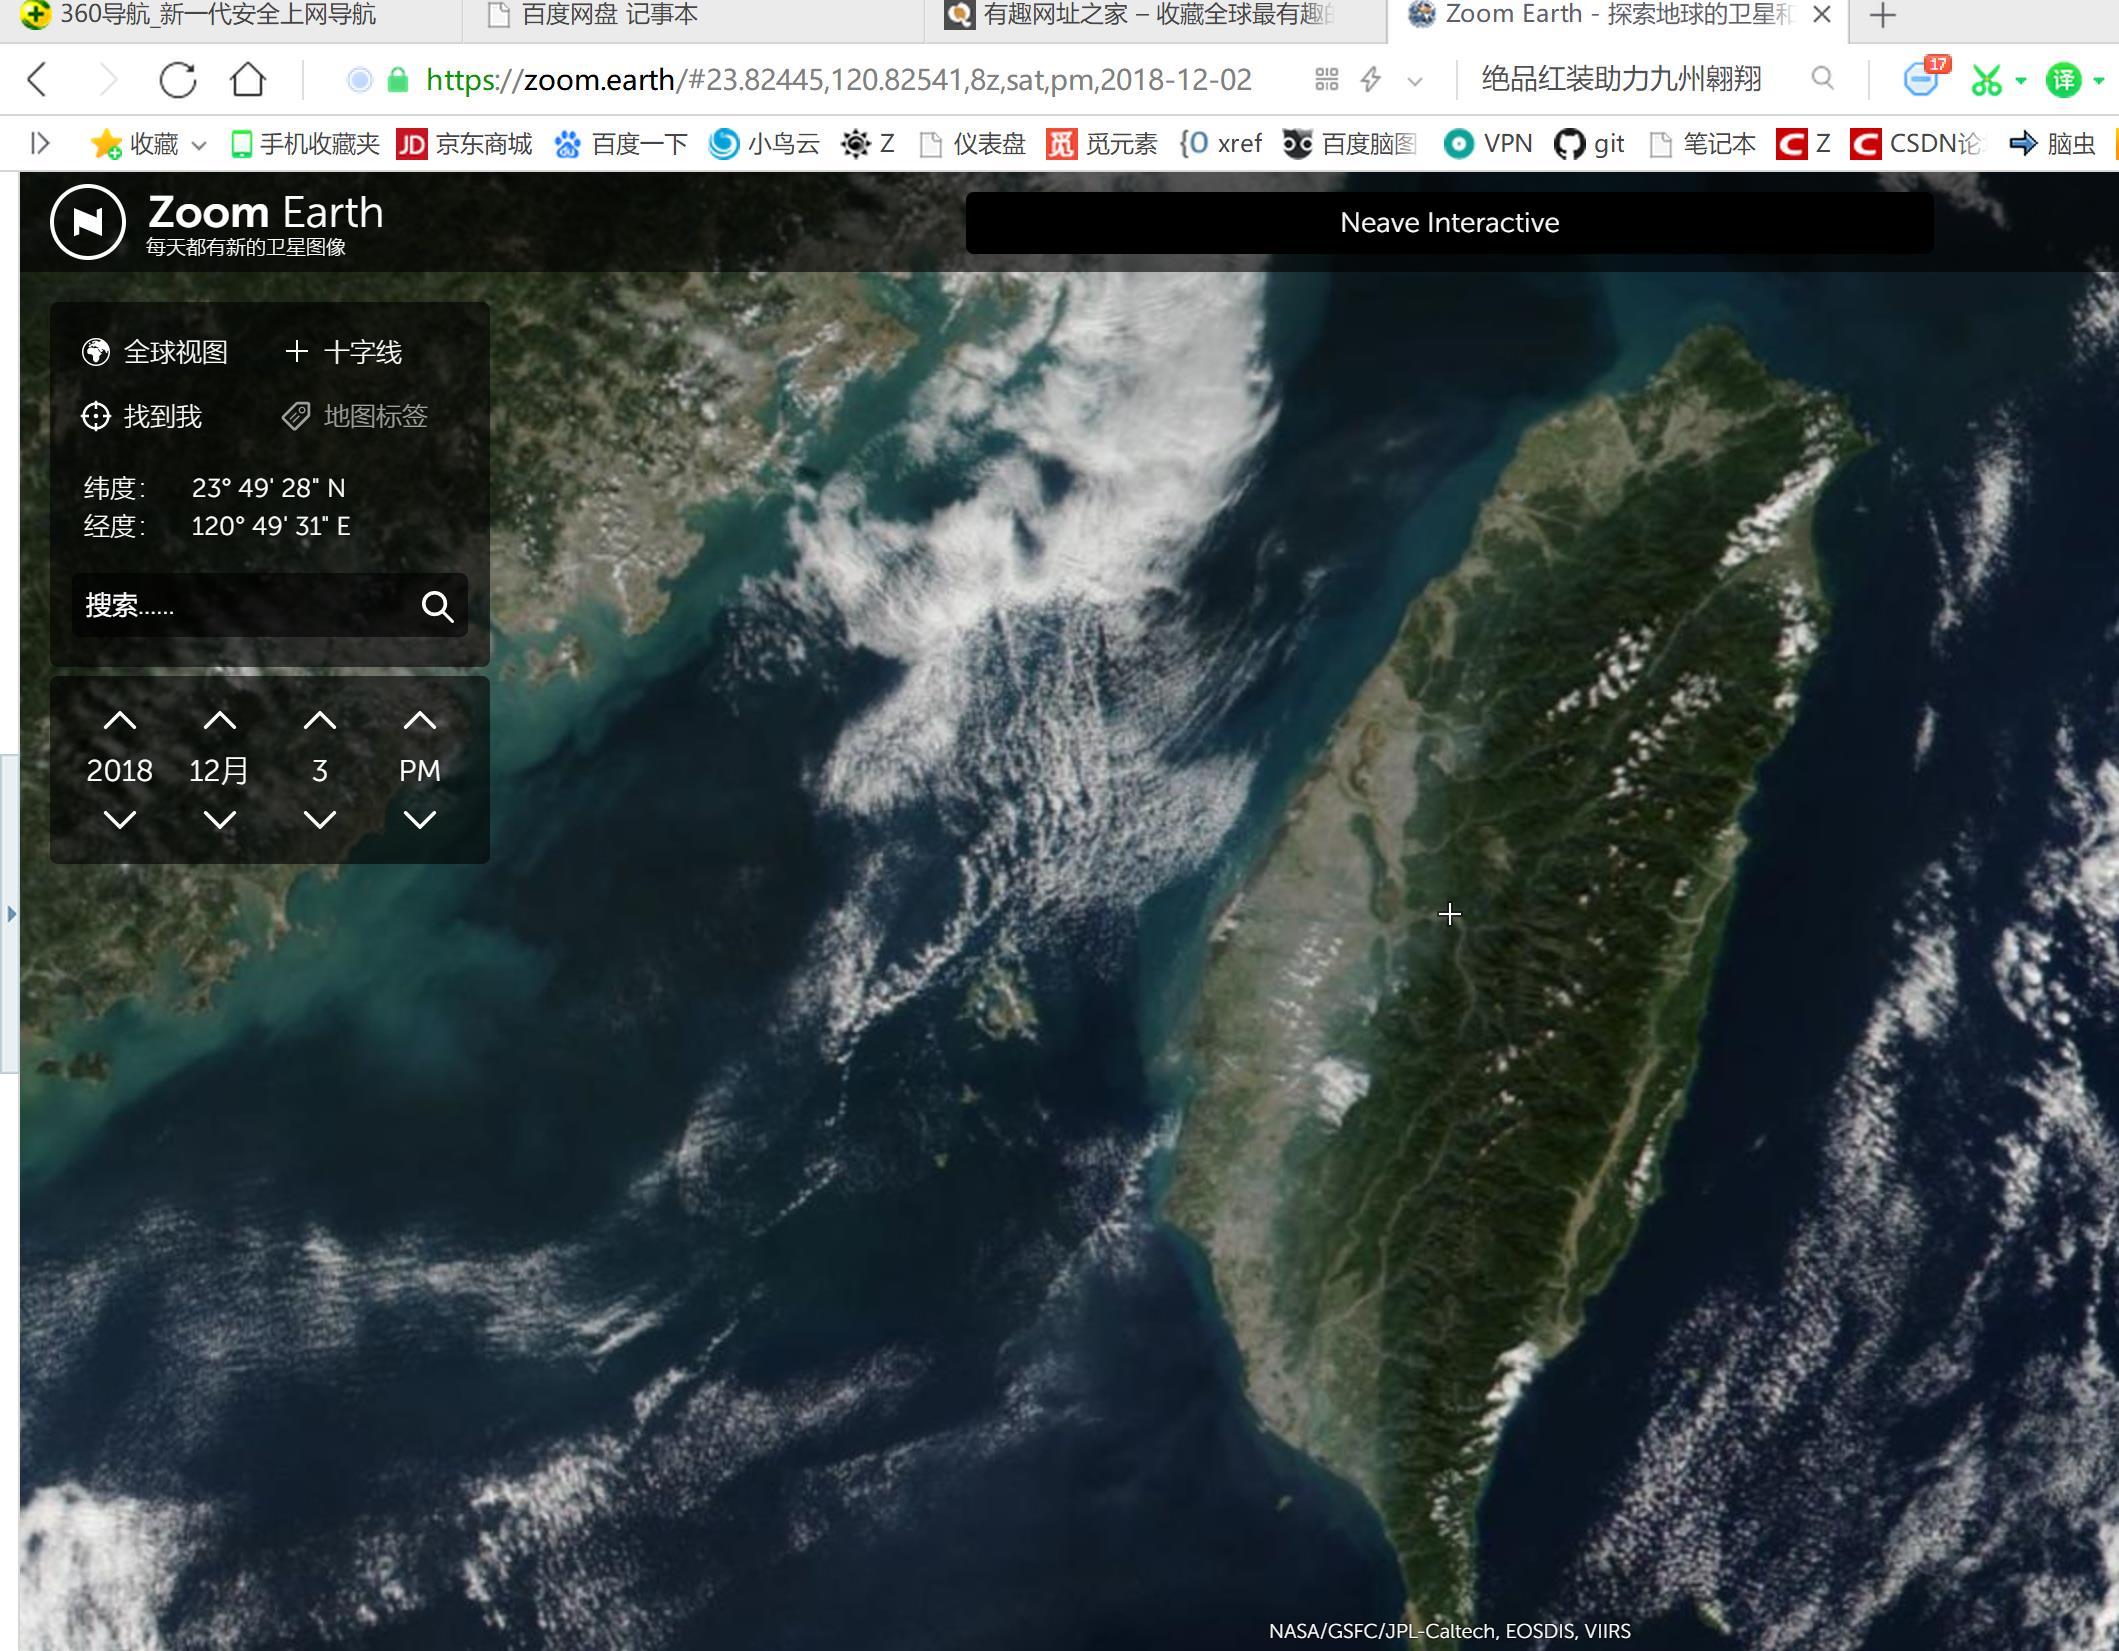 360导航_新一代安全上网导航
百度网盘 记事本
有趣网址之家 – 收藏全球最有趣的
Zoom Earth - 探索地球的卫星和
https://zoom.earth/#23.82445,120.82541,8z,sat,pm,2018-12-02
绝品红装助力九州翱翔
17
译
收藏
手机收藏夹
JD 京东商城
百度一下
小鸟云
Z
仪表盘
觅 觅元素
{O xref
百度脑图
VPN
git
笔记本
C Z
C CSDN论
脑虫
Zoom Earth
每天都有新的卫星图像
Neave Interactive
全球视图
十字线
找到我
地图标签
纬度: 23° 49' 28" N
经度: 120° 49' 31" E
搜索......
2018 12月 3 PM
NASA/GSFC/JPL-Caltech, EOSDIS, VIIRS